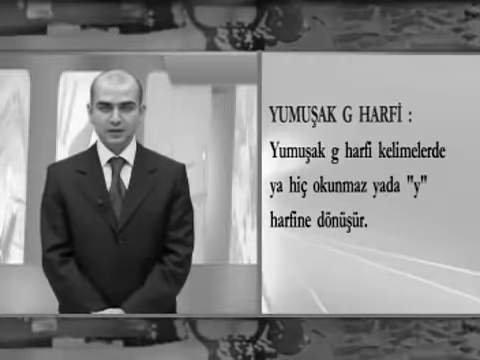 YUMUŞAK G HARFİ :
Yumuşak g harfi kelimelerde
ya hiç okunmaz yada "y"
harfine dönüşür.